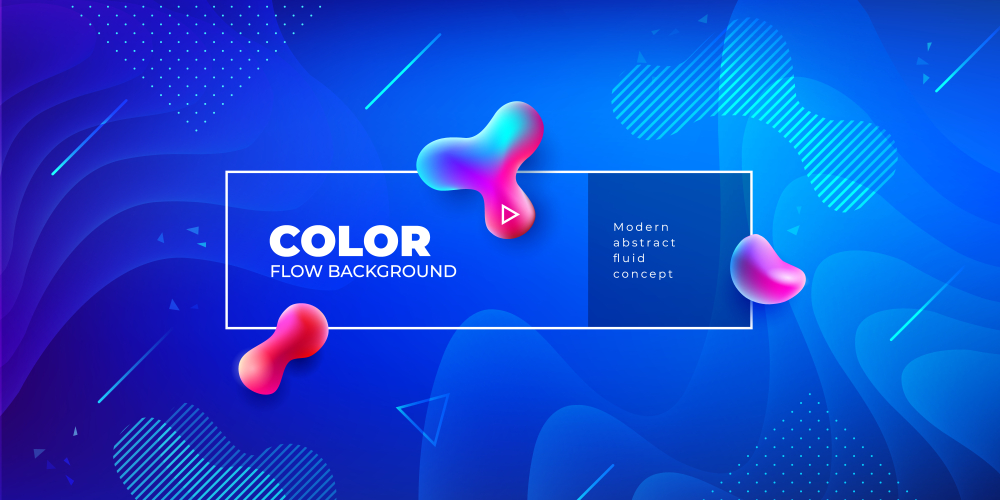 COLOR
FLOW BACKGROUND
Modern
abstract
fluid
concept